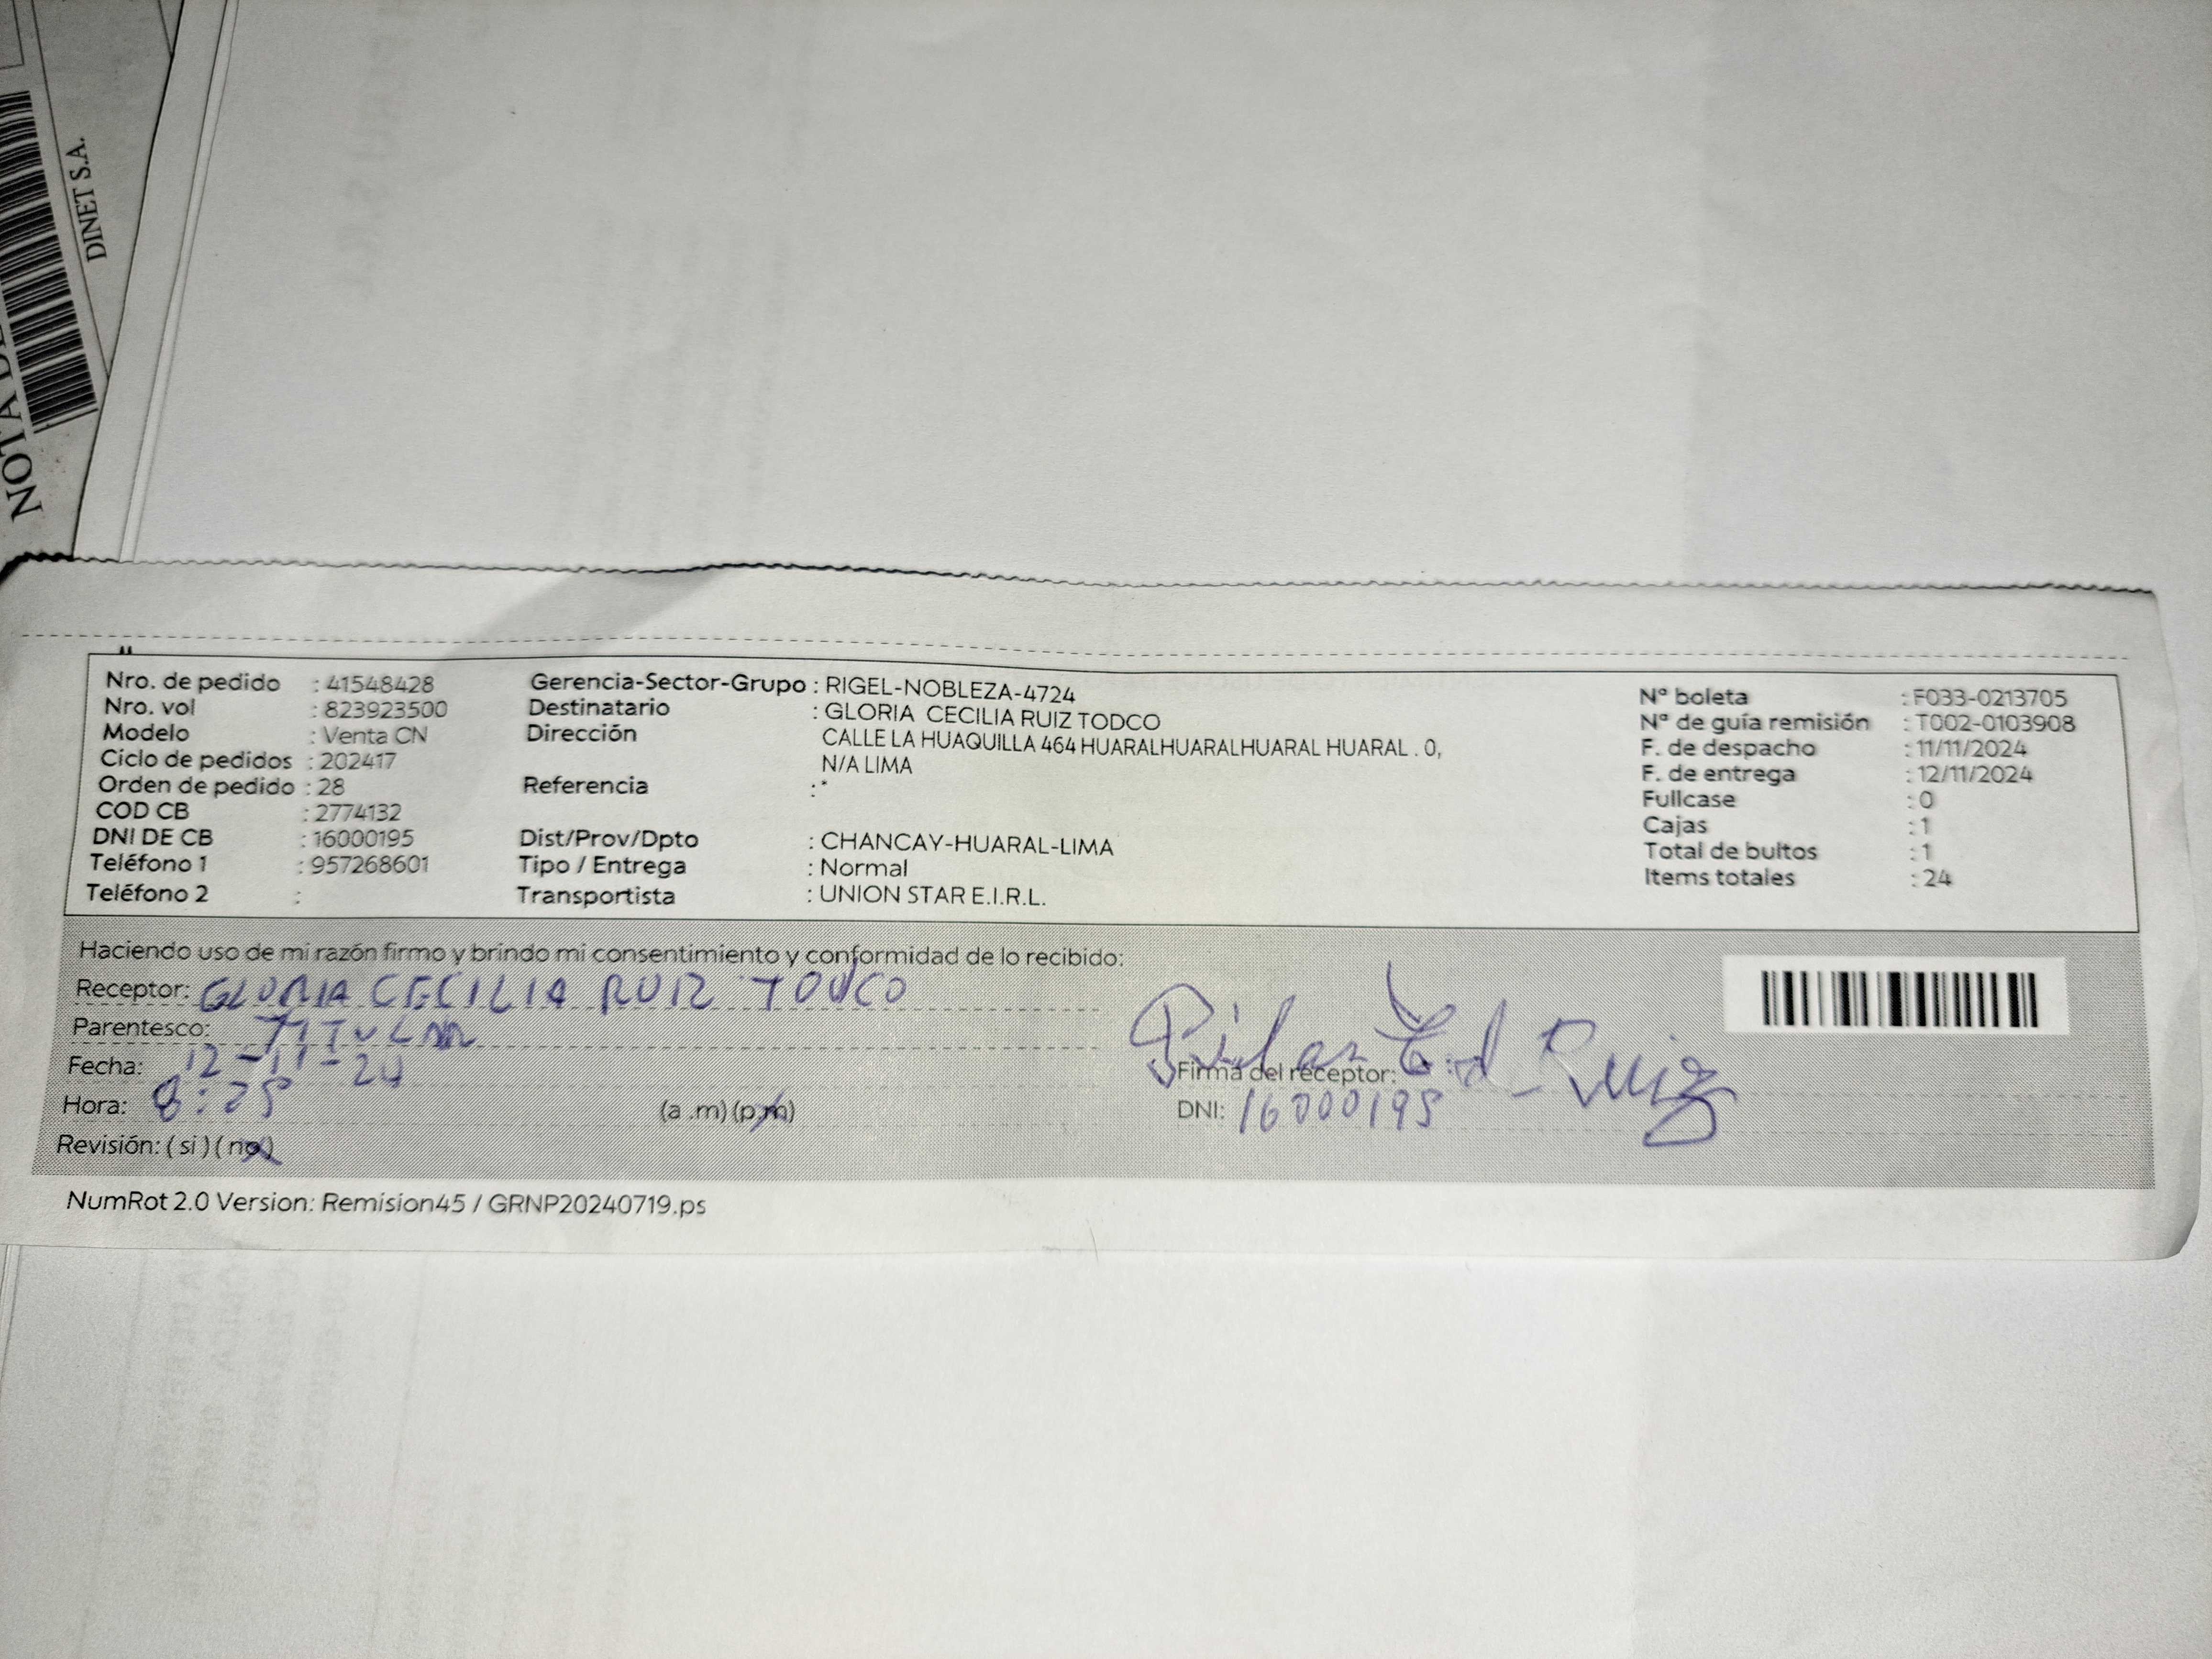 DINET S.A.
Nro. de pedido : 41548428
Nro. vol : 823923500
Modelo : Venta CN
Ciclo de pedidos : 202417
Orden de pedido : 28
COD CB : 2774132
DNI DE CB : 16000195
Teléfono 1 : 957268601
Teléfono 2 :
Gerencia-Sector-Grupo : RIGEL-NOBLEZA-4724
Destinatario : GLORIA CECILIA RUIZ TODCO
Dirección CALLE LA HUAQUILLA 464 HUARALHUARALHUARAL HUARAL . 0,
N/A LIMA
Referencia : *
Dist/Prov/Dpto : CHANCAY-HUARAL-LIMA
Tipo / Entrega : Normal
Transportista : UNION STAR E.I.R.L.
Nº boleta : F033-0213705
Nº de guía remisión : T002-0103908
F. de despacho : 11/11/2024
F. de entrega : 12/11/2024
Fullcase : 0
Cajas : 1
Total de bultos : 1
Items totales : 24
Haciendo uso de mi razón firmo y brindo mi consentimiento y conformidad de lo recibido:
Receptor: GLORIA CECILIA RUIZ TODCO
Parentesco: TITULAR
Fecha: 12-11-24
Hora: 8:25 (a .m) (p.m)
Revisión: ( si ) ( no )
Ruiz
Firma del receptor:
DNI: 16000195
NumRot 2.0 Version: Remision45 / GRNP20240719.ps